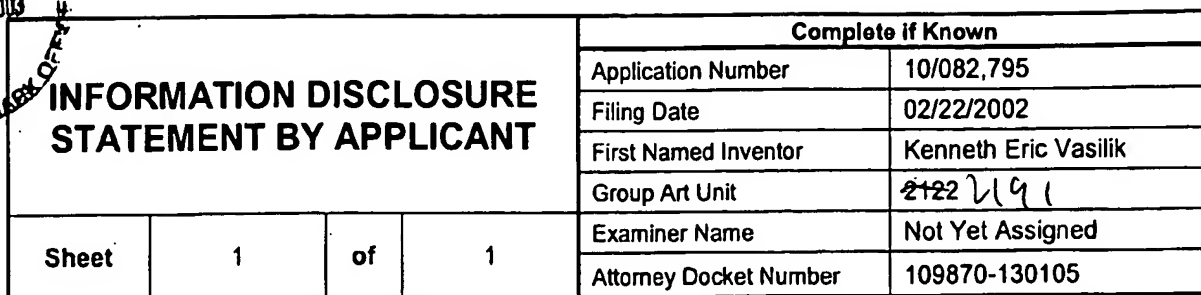 INFORMATION DISCLOSURE
STATEMENT BY APPLICANT
Sheet 1 of 1
Complete if Known
Application Number 10/082,795
Filing Date 02/22/2002
First Named Inventor Kenneth Eric Vasilik
Group Art Unit 2122 2191
Examiner Name Not Yet Assigned
Attorney Docket Number 109870-130105